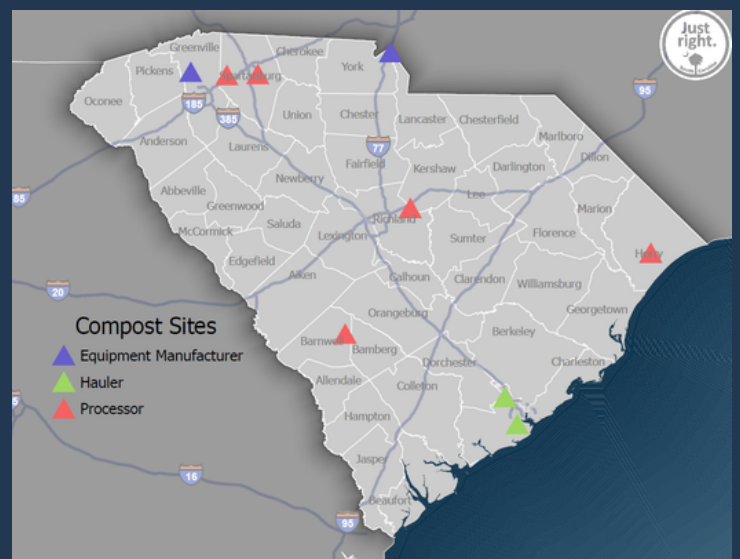 Just
right.
South Carolina
Greenville
Cherokee
Pickens
Spartanburg
York
Oconee
95
185
385
Union
Chester
Lancaster
Chesterfield
Marlboro
Anderson
Laurens
77
Dillon
Fairfield
Kershaw
Darlington
Abbeville
Newberry
Lee
Marion
85
Greenwood
Richland
McCormick
Saluda
Lexington
Sumter
Florence
Horry
Edgefield
Aiken
Calhoun
Clarendon
Williamsburg
20
Orangeburg
Georgetown
Compost Sites
Equipment Manufacturer
Hauler
Processor
Barnwell
Bamberg
Berkeley
Dorchester
Charleston
Allendale
Colleton
Hampton
Jasper
16
Beaufort
95